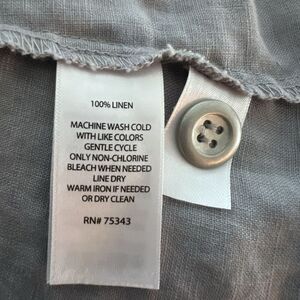 100% LINEN
MACHINE WASH COLD
WITH LIKE COLORS
GENTLE CYCLE
ONLY NON-CHLORINE
BLEACH WHEN NEEDED
LINE DRY
WARM IRON IF NEEDED
OR DRY CLEAN
RN# 75343